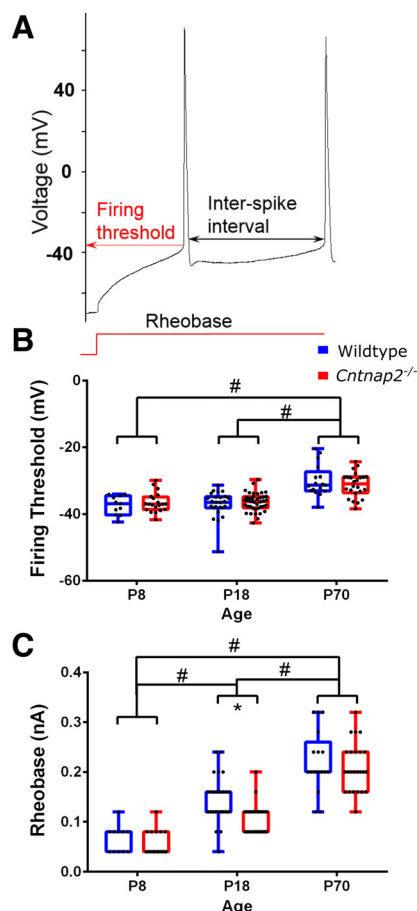 A
Voltage (mV)
40
0
-40
Firing
threshold
Inter-spike
interval
Rheobase
B
Wildtype
Cntnap2-/-
Firing Threshold (mV)
0
-20
-40
-60
#
#
P8
P18
P70
Age
C
Rheobase (nA)
0.4
0.3
0.2
0.1
0.0
#
#
#
*
P8
P18
P70
Age